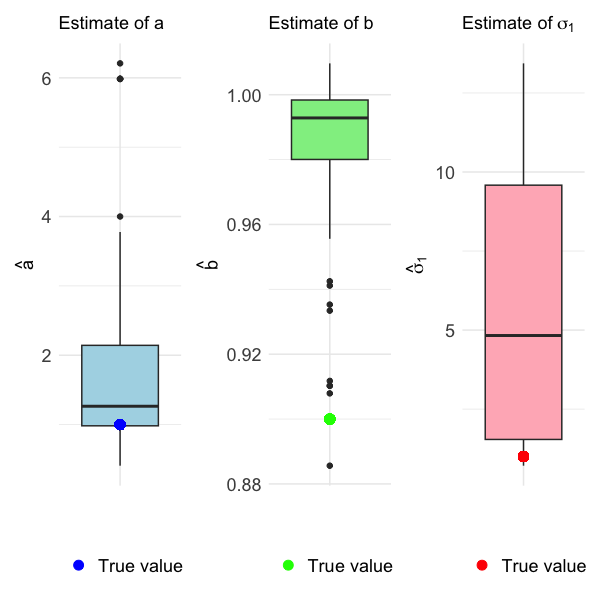 Estimate of a
Estimate of b
Estimate of σ₁
6
4
2
â
1.00
0.96
0.92
0.88
b̂
10
5
σ̂₁
True value
True value
True value